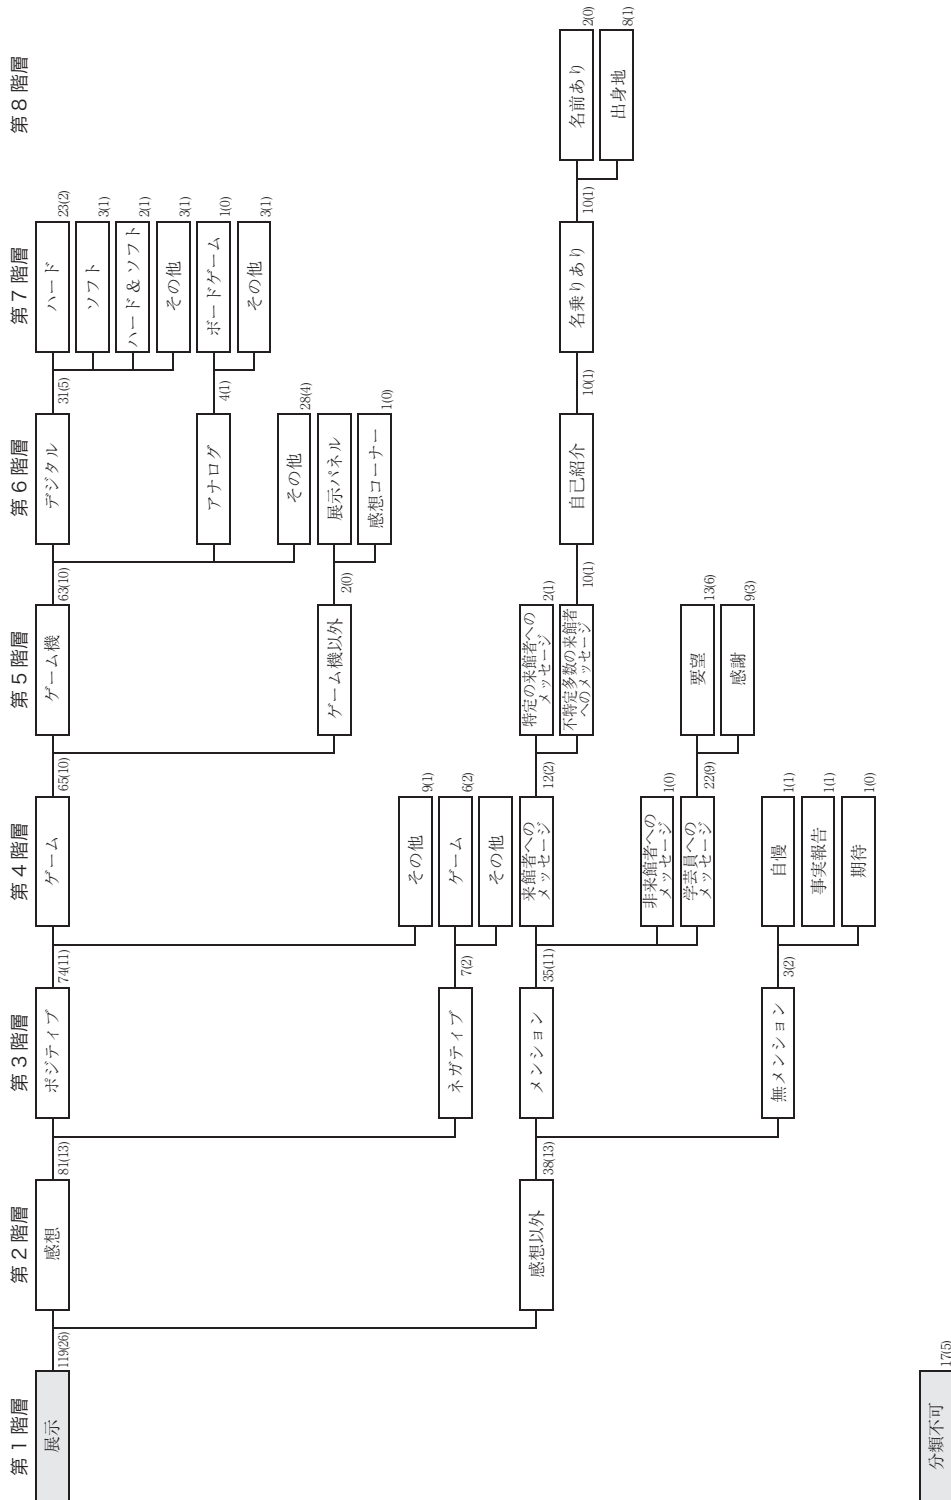 第1階層
第2階層
第3階層
第4階層
第5階層
第6階層
第7階層
第8階層
展示
119(26)
感想
81(13)
ポジティブ
74(11)
ゲーム
65(10)
ゲーム機
63(10)
デジタル
31(5)
ハード
23(2)
ソフト
3(1)
ハード＆ソフト
2(1)
その他
3(1)
アナログ
4(1)
ボードゲーム
1(0)
その他
3(1)
その他
28(4)
ゲーム機以外
2(0)
展示パネル
感想コーナー
1(0)
その他
9(1)
ネガティブ
7(2)
ゲーム
6(2)
その他
感想以外
38(13)
メンション
35(11)
来館者への
メッセージ
12(2)
特定の来館者への
メッセージ
2(1)
不特定多数の来館者
へのメッセージ
10(1)
自己紹介
10(1)
名乗りあり
10(1)
名前あり
2(0)
出身地
8(1)
非来館者への
メッセージ
1(0)
学芸員への
メッセージ
22(9)
要望
13(6)
感謝
9(3)
無メンション
3(2)
自慢
1(1)
事実報告
1(1)
期待
1(0)
分類不可
17(5)